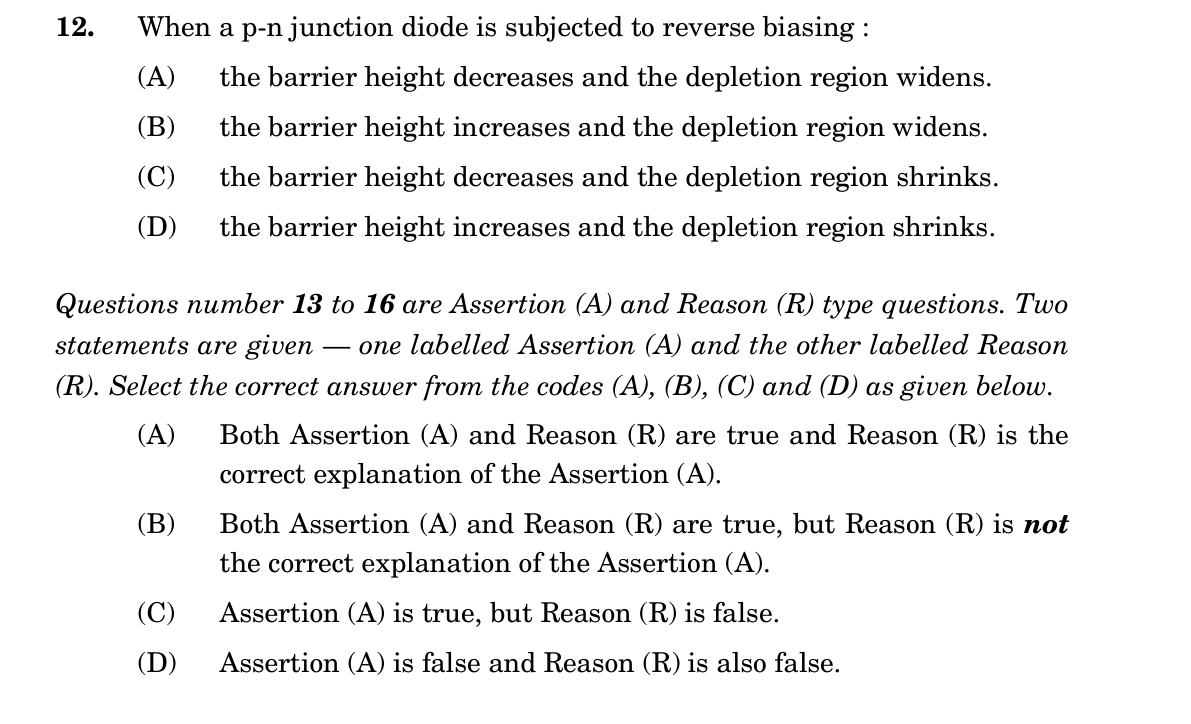 12. When a p-n junction diode is subjected to reverse biasing :
(A) the barrier height decreases and the depletion region widens.
(B) the barrier height increases and the depletion region widens.
(C) the barrier height decreases and the depletion region shrinks.
(D) the barrier height increases and the depletion region shrinks.
Questions number 13 to 16 are Assertion (A) and Reason (R) type questions. Two
statements are given — one labelled Assertion (A) and the other labelled Reason
(R). Select the correct answer from the codes (A), (B), (C) and (D) as given below.
(A) Both Assertion (A) and Reason (R) are true and Reason (R) is the
correct explanation of the Assertion (A).
(B) Both Assertion (A) and Reason (R) are true, but Reason (R) is not
the correct explanation of the Assertion (A).
(C) Assertion (A) is true, but Reason (R) is false.
(D) Assertion (A) is false and Reason (R) is also false.